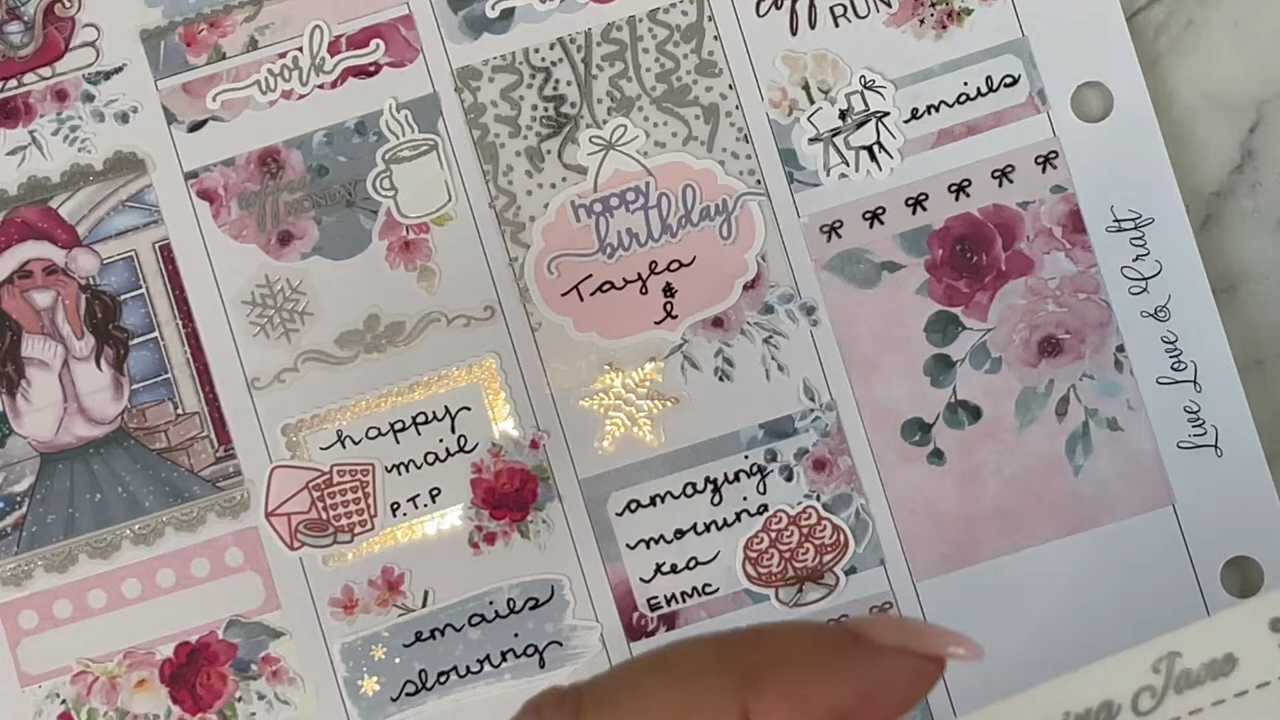 work
coffee
MONDAY
happy
mail
P.T.P
emails
slowing
happy
birthday
Tayla
&
l
amazing
morning
tea
EHMC
RUN
emails
Live Love & Craft
Jane